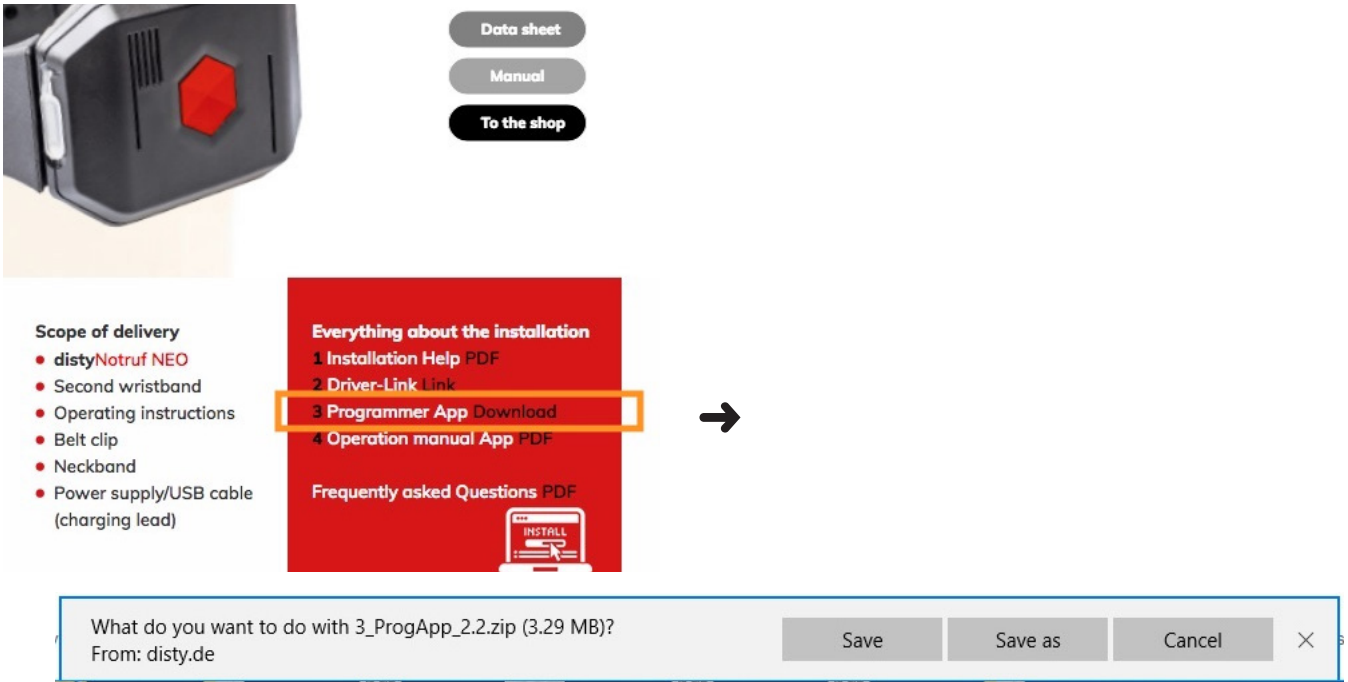 Data sheet
Manual
To the shop
Scope of delivery
distyNotruf NEO
Second wristband
Operating instructions
Belt clip
Neckband
Power supply/USB cable
(charging lead)
Everything about the installation
1 Installation Help PDF
2 Driver-Link Link
3 Programmer App Download
4 Operation manual App PDF
Frequently asked Questions PDF
INSTALL
What do you want to do with 3_ProgApp_2.2.zip (3.29 MB)?
From: disty.de
Save
Save as
Cancel